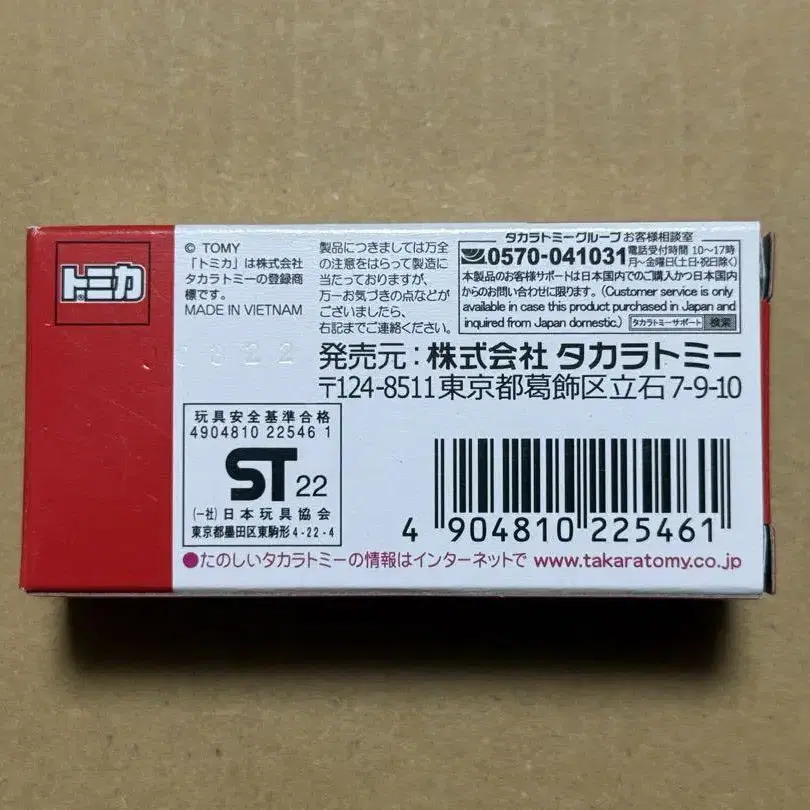 トミカ
© TOMY
「トミカ」は株式会社
タカラトミーの登録商
標です。
MADE IN VIETNAM
製品につきましては万全
の注意をはらって製造に
当たっておりますが、
万一お気づきの点などが
ございましたら、
右記までご連絡ください。
タカラトミーグループお客様相談室
0570-041031 電話受付時間 10〜17時
月〜金曜日(土・日・祝日除く)
本製品のお客様サポートは日本国内でのご購入かつ日本国内
からのお問い合わせに限ります。(Customer service is only
available in case this product purchased in Japan and
inquired from Japan domestic.) タカラトミーサポート 検索
発売元：株式会社 タカラトミー
〒124-8511 東京都葛飾区立石7-9-10
玩具安全基準合格
4904810 22546 1
ST 22
(一社)日本玩具協会
東京都墨田区東駒形4-22-4
4 904810 225461
●たのしいタカラトミーの情報はインターネットで www.takaratomy.co.jp